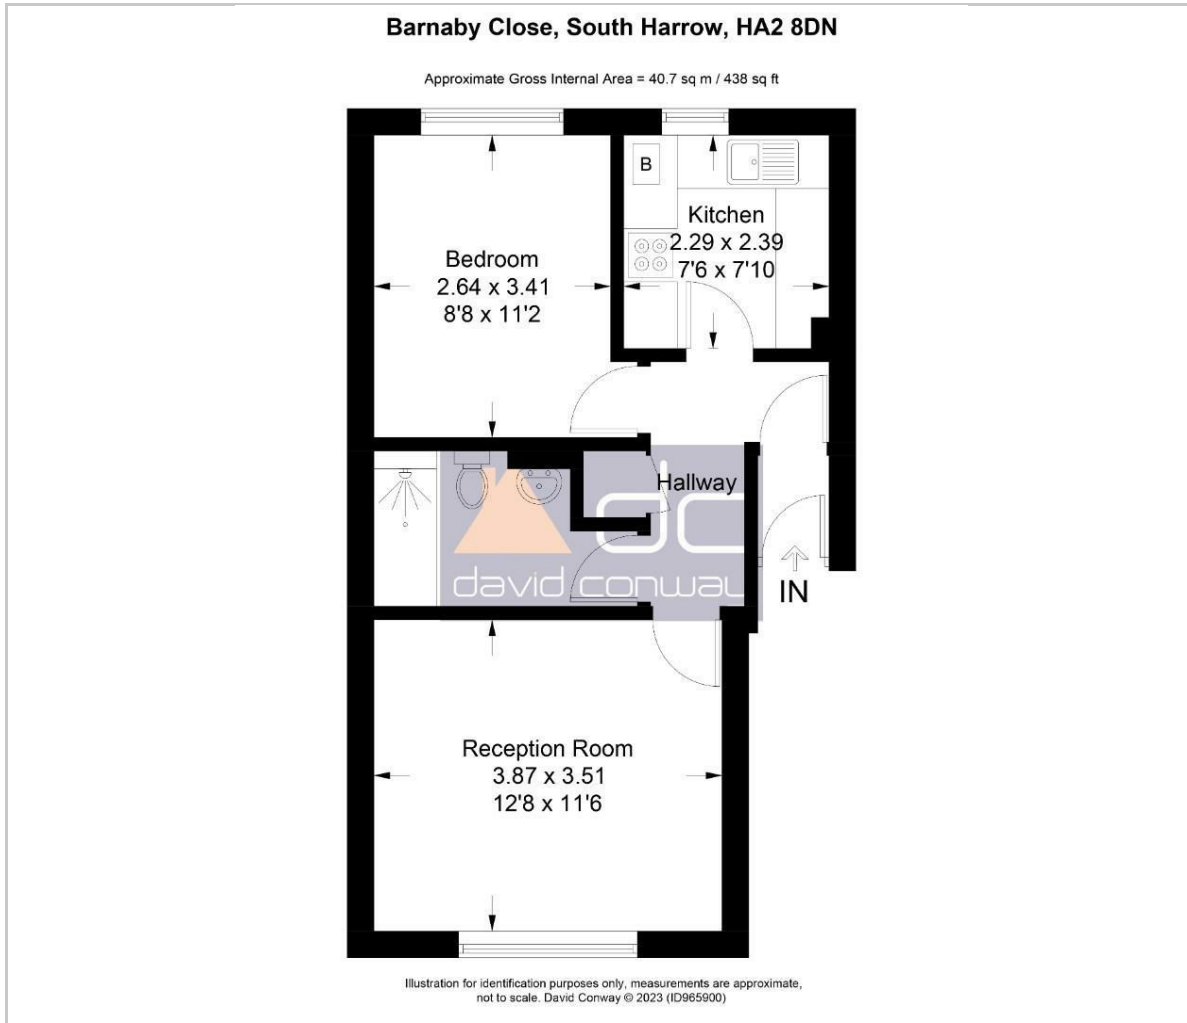 Barnaby Close, South Harrow, HA2 8DN
Approximate Gross Internal Area = 40.7 sq m / 438 sq ft
B
Kitchen
2.29 x 2.39
7'6 x 7'10
Bedroom
2.64 x 3.41
8'8 x 11'2
Hallway
dc
david conway
IN
Reception Room
3.87 x 3.51
12'8 x 11'6
Illustration for identification purposes only, measurements are approximate,
not to scale. David Conway © 2023 (ID965900)